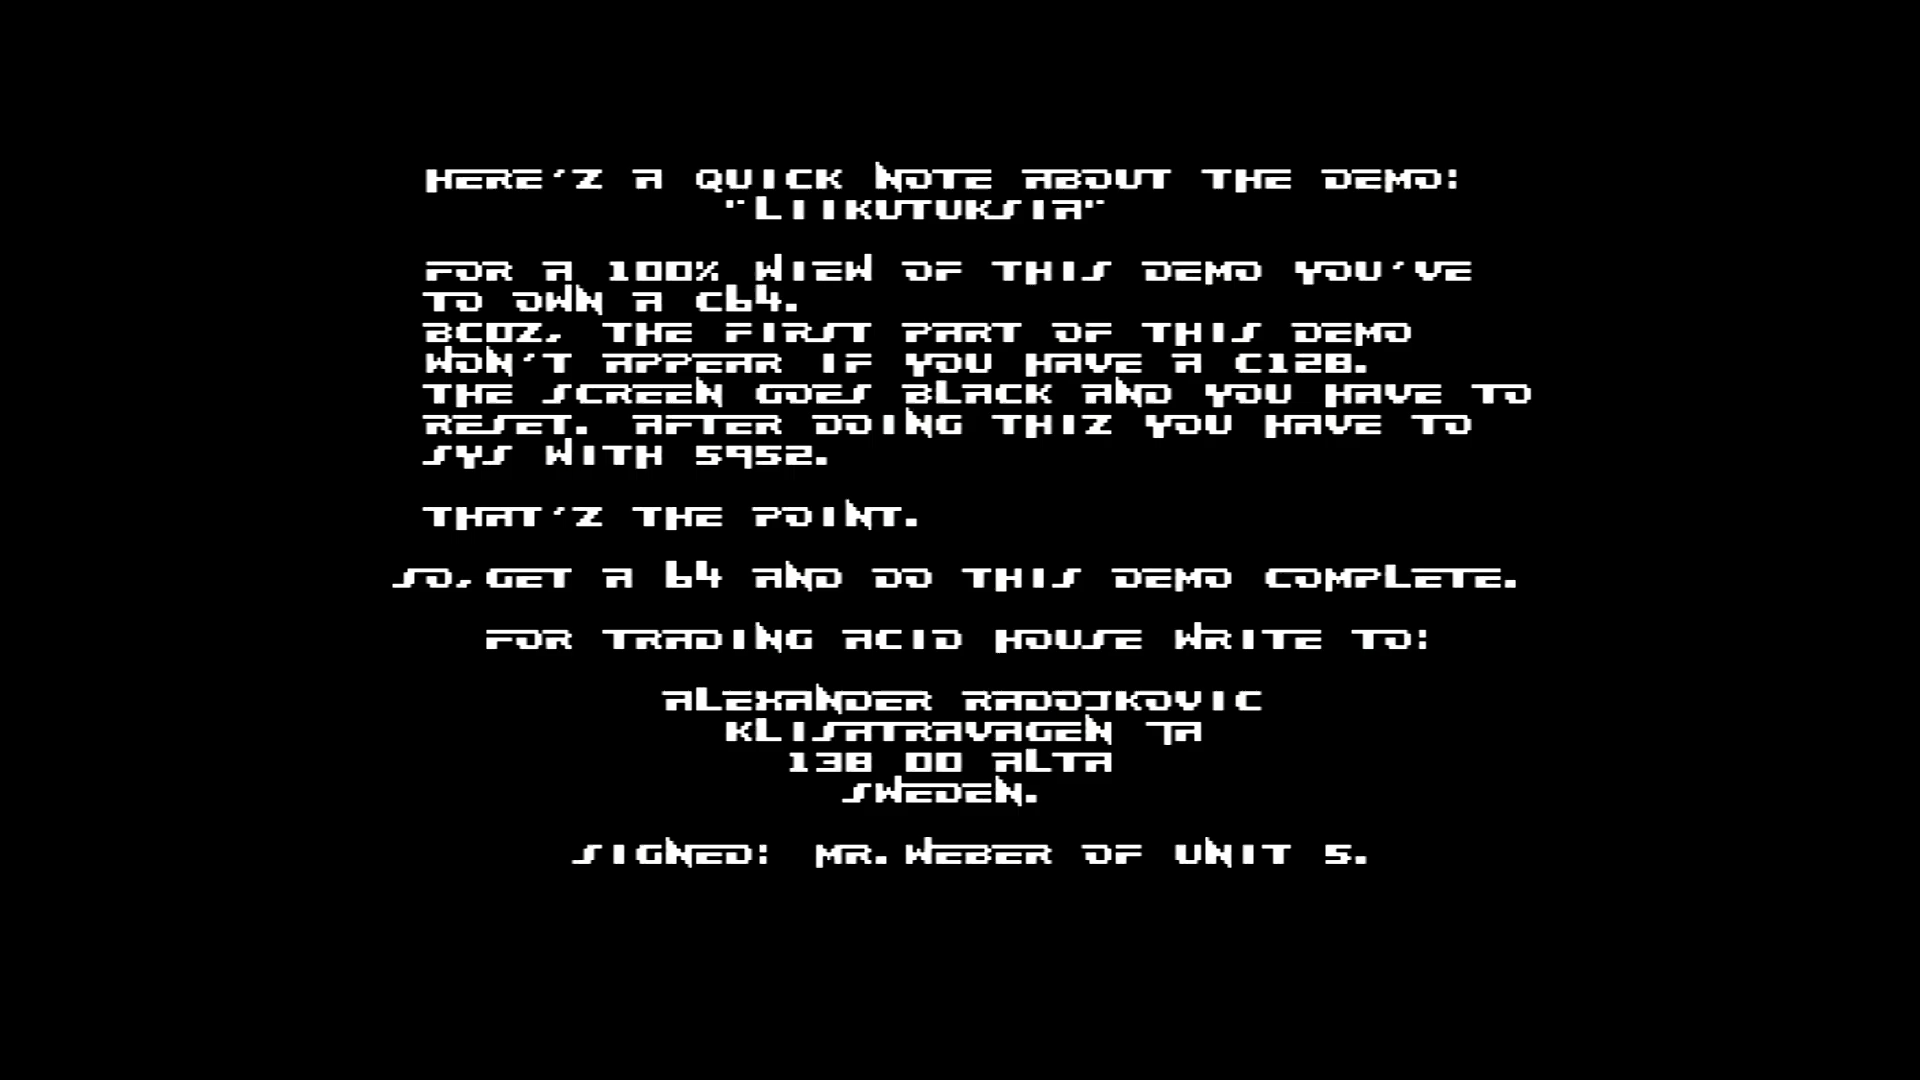 HERE'Z A QUICK NOTE ABOUT THE DEMO:
"LIIKUTUKSIA"
FOR A 100% WIEW OF THIS DEMO YOU'VE
TO OWN A C64.
BCOZ, THE FIRST PART OF THIS DEMO
WON'T APPEAR IF YOU HAVE A C128.
THE SCREEN GOES BLACK AND YOU HAVE TO
RESET. AFTER DOING THIZ YOU HAVE TO
SYS WITH 5952.
THAT'Z THE POINT.
SO,GET A 64 AND DO THIS DEMO COMPLETE.
FOR TRADING ACID HOUSE WRITE TO:
ALEXANDER RADOJKOVIC
KLISATRAVAGEN 7A
138 00 ALTA
SWEDEN.
SIGNED: MR.WEBER OF UNIT 5.